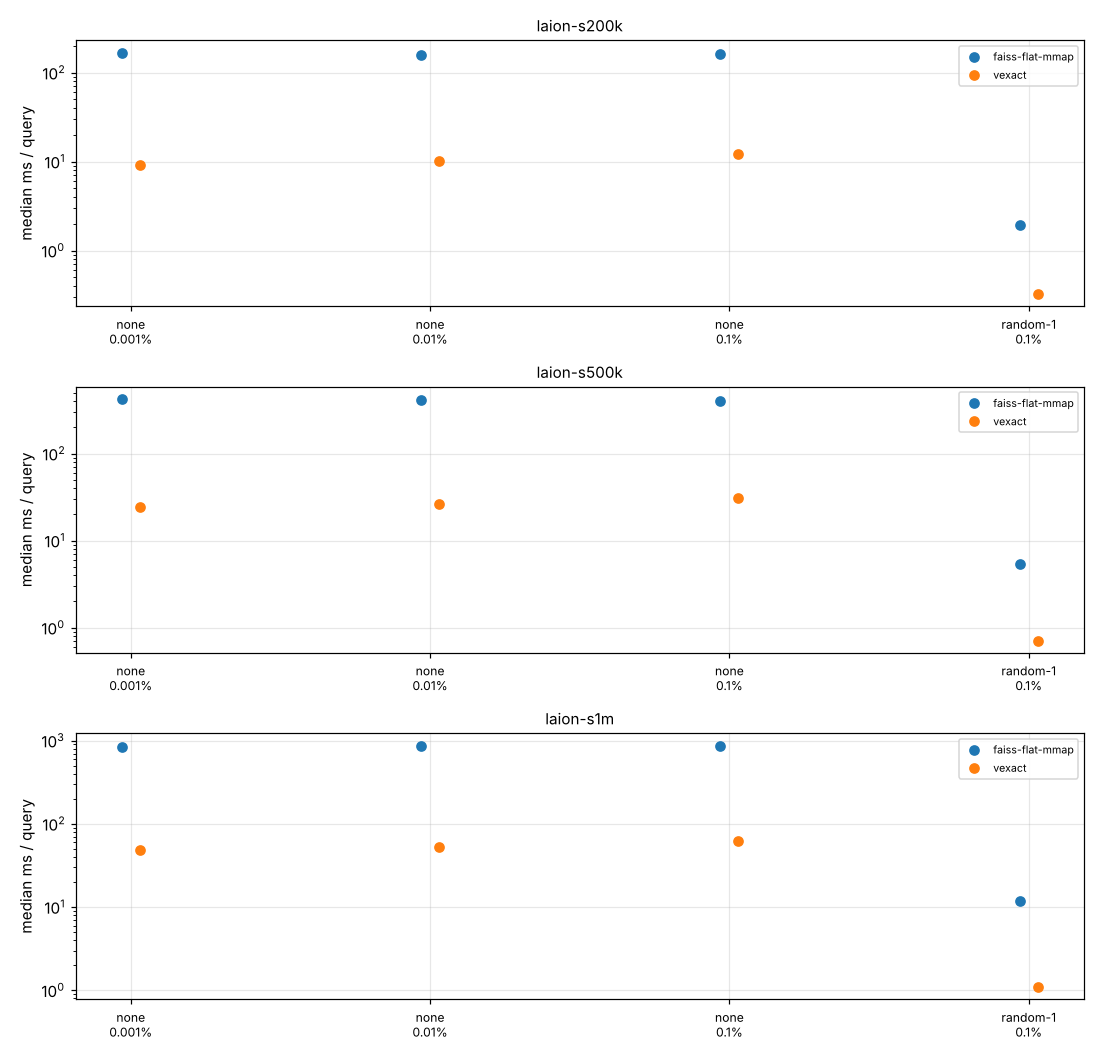 laion-s200k
median ms / query
10²
10¹
10⁰
faiss-flat-mmap
vexact
none
0.001%
none
0.01%
none
0.1%
random-1
0.1%
laion-s500k
median ms / query
10²
10¹
10⁰
faiss-flat-mmap
vexact
none
0.001%
none
0.01%
none
0.1%
random-1
0.1%
laion-s1m
median ms / query
10³
10²
10¹
10⁰
faiss-flat-mmap
vexact
none
0.001%
none
0.01%
none
0.1%
random-1
0.1%